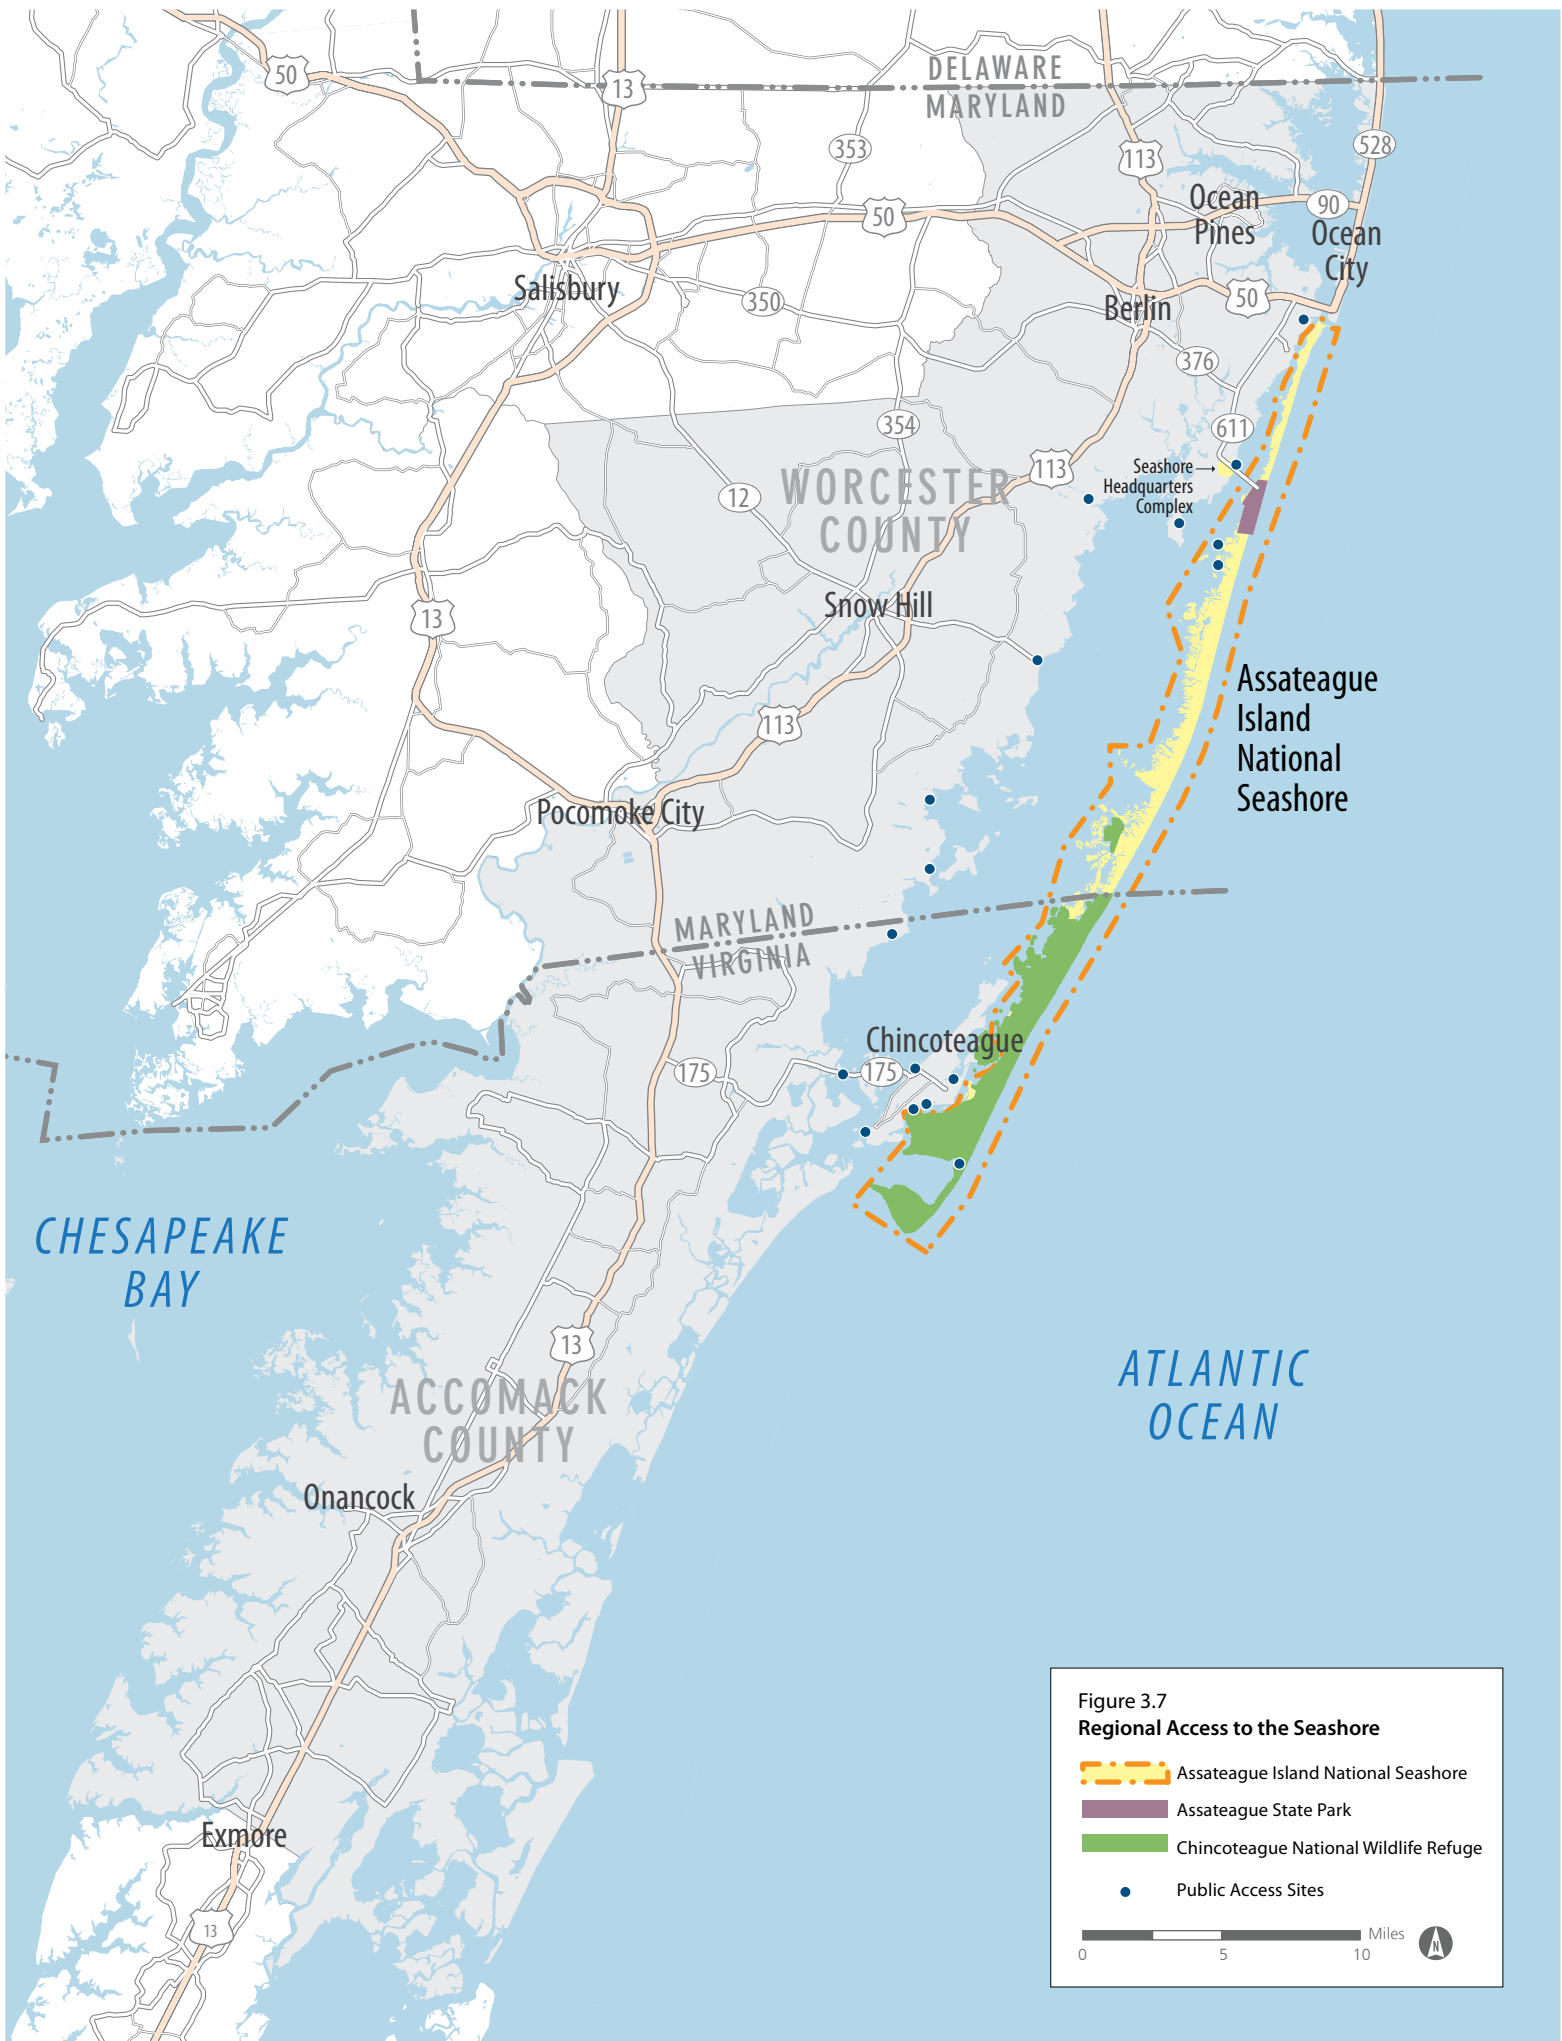 50
13
DELAWARE
MARYLAND
353
113
528
Ocean
Pines
90
50
Ocean
City
Salisbury
350
Berlin
50
376
354
611
113
Seashore
Headquarters
Complex
12
WORCESTER
COUNTY
13
Snow Hill
Assateague
Island
National
Seashore
113
Pocomoke City
MARYLAND
VIRGINIA
Chincoteague
175
175
CHESAPEAKE
BAY
13
ATLANTIC
OCEAN
ACCOMACK
COUNTY
Onancock
Exmore
13
Figure 3.7
Regional Access to the Seashore
Assateague Island National Seashore
Assateague State Park
Chincoteague National Wildlife Refuge
Public Access Sites
Miles
0 5 10
N